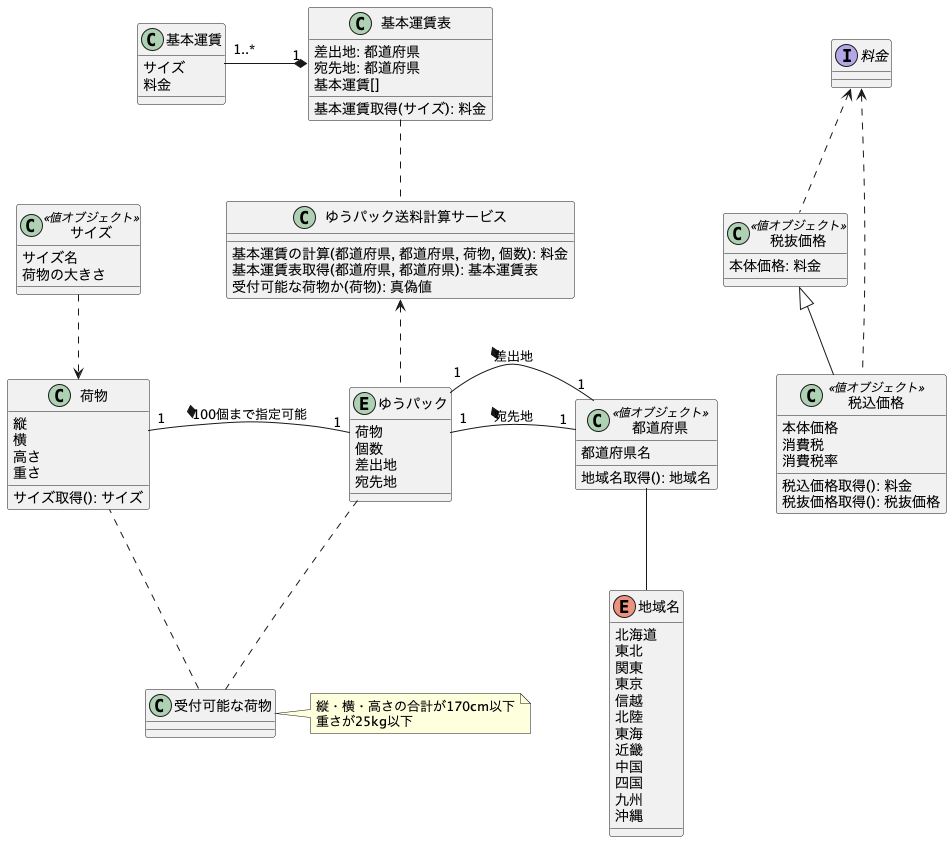 C 基本運賃
サイズ
料金
1..*
1
C 基本運賃表
差出地: 都道府県
宛先地: 都道府県
基本運賃[]
基本運賃取得(サイズ): 料金
I 料金
C «値オブジェクト»
サイズ
サイズ名
荷物の大きさ
C ゆうパック送料計算サービス
基本運賃の計算(都道府県, 都道府県, 荷物, 個数): 料金
基本運賃表取得(都道府県, 都道府県): 基本運賃表
受付可能な荷物か(荷物): 真偽値
C «値オブジェクト»
税抜価格
本体価格: 料金
C 荷物
縦
横
高さ
重さ
サイズ取得(): サイズ
1
100個まで指定可能
1
E ゆうパック
荷物
個数
差出地
宛先地
1
差出地
1
1
宛先地
1
C «値オブジェクト»
都道府県
都道府県名
地域名取得(): 地域名
C «値オブジェクト»
税込価格
本体価格
消費税
消費税率
税込価格取得(): 料金
税抜価格取得(): 税抜価格
E 地域名
北海道
東北
関東
東京
信越
北陸
東海
近畿
中国
四国
九州
沖縄
C 受付可能な荷物
縦・横・高さの合計が170cm以下
重さが25kg以下